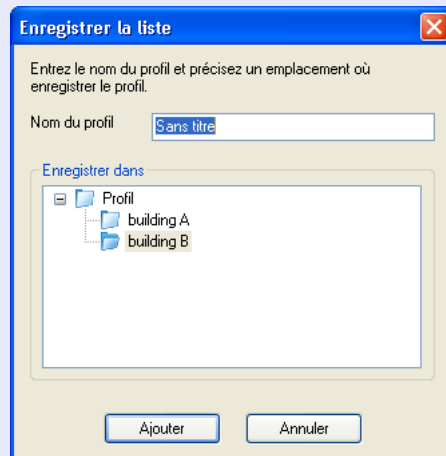 Enregistrer la liste
Entrez le nom du profil et précisez un emplacement où
enregistrer le profil.
Nom du profil Sans titre
Enregistrer dans
Profil
building A
building B
Ajouter Annuler